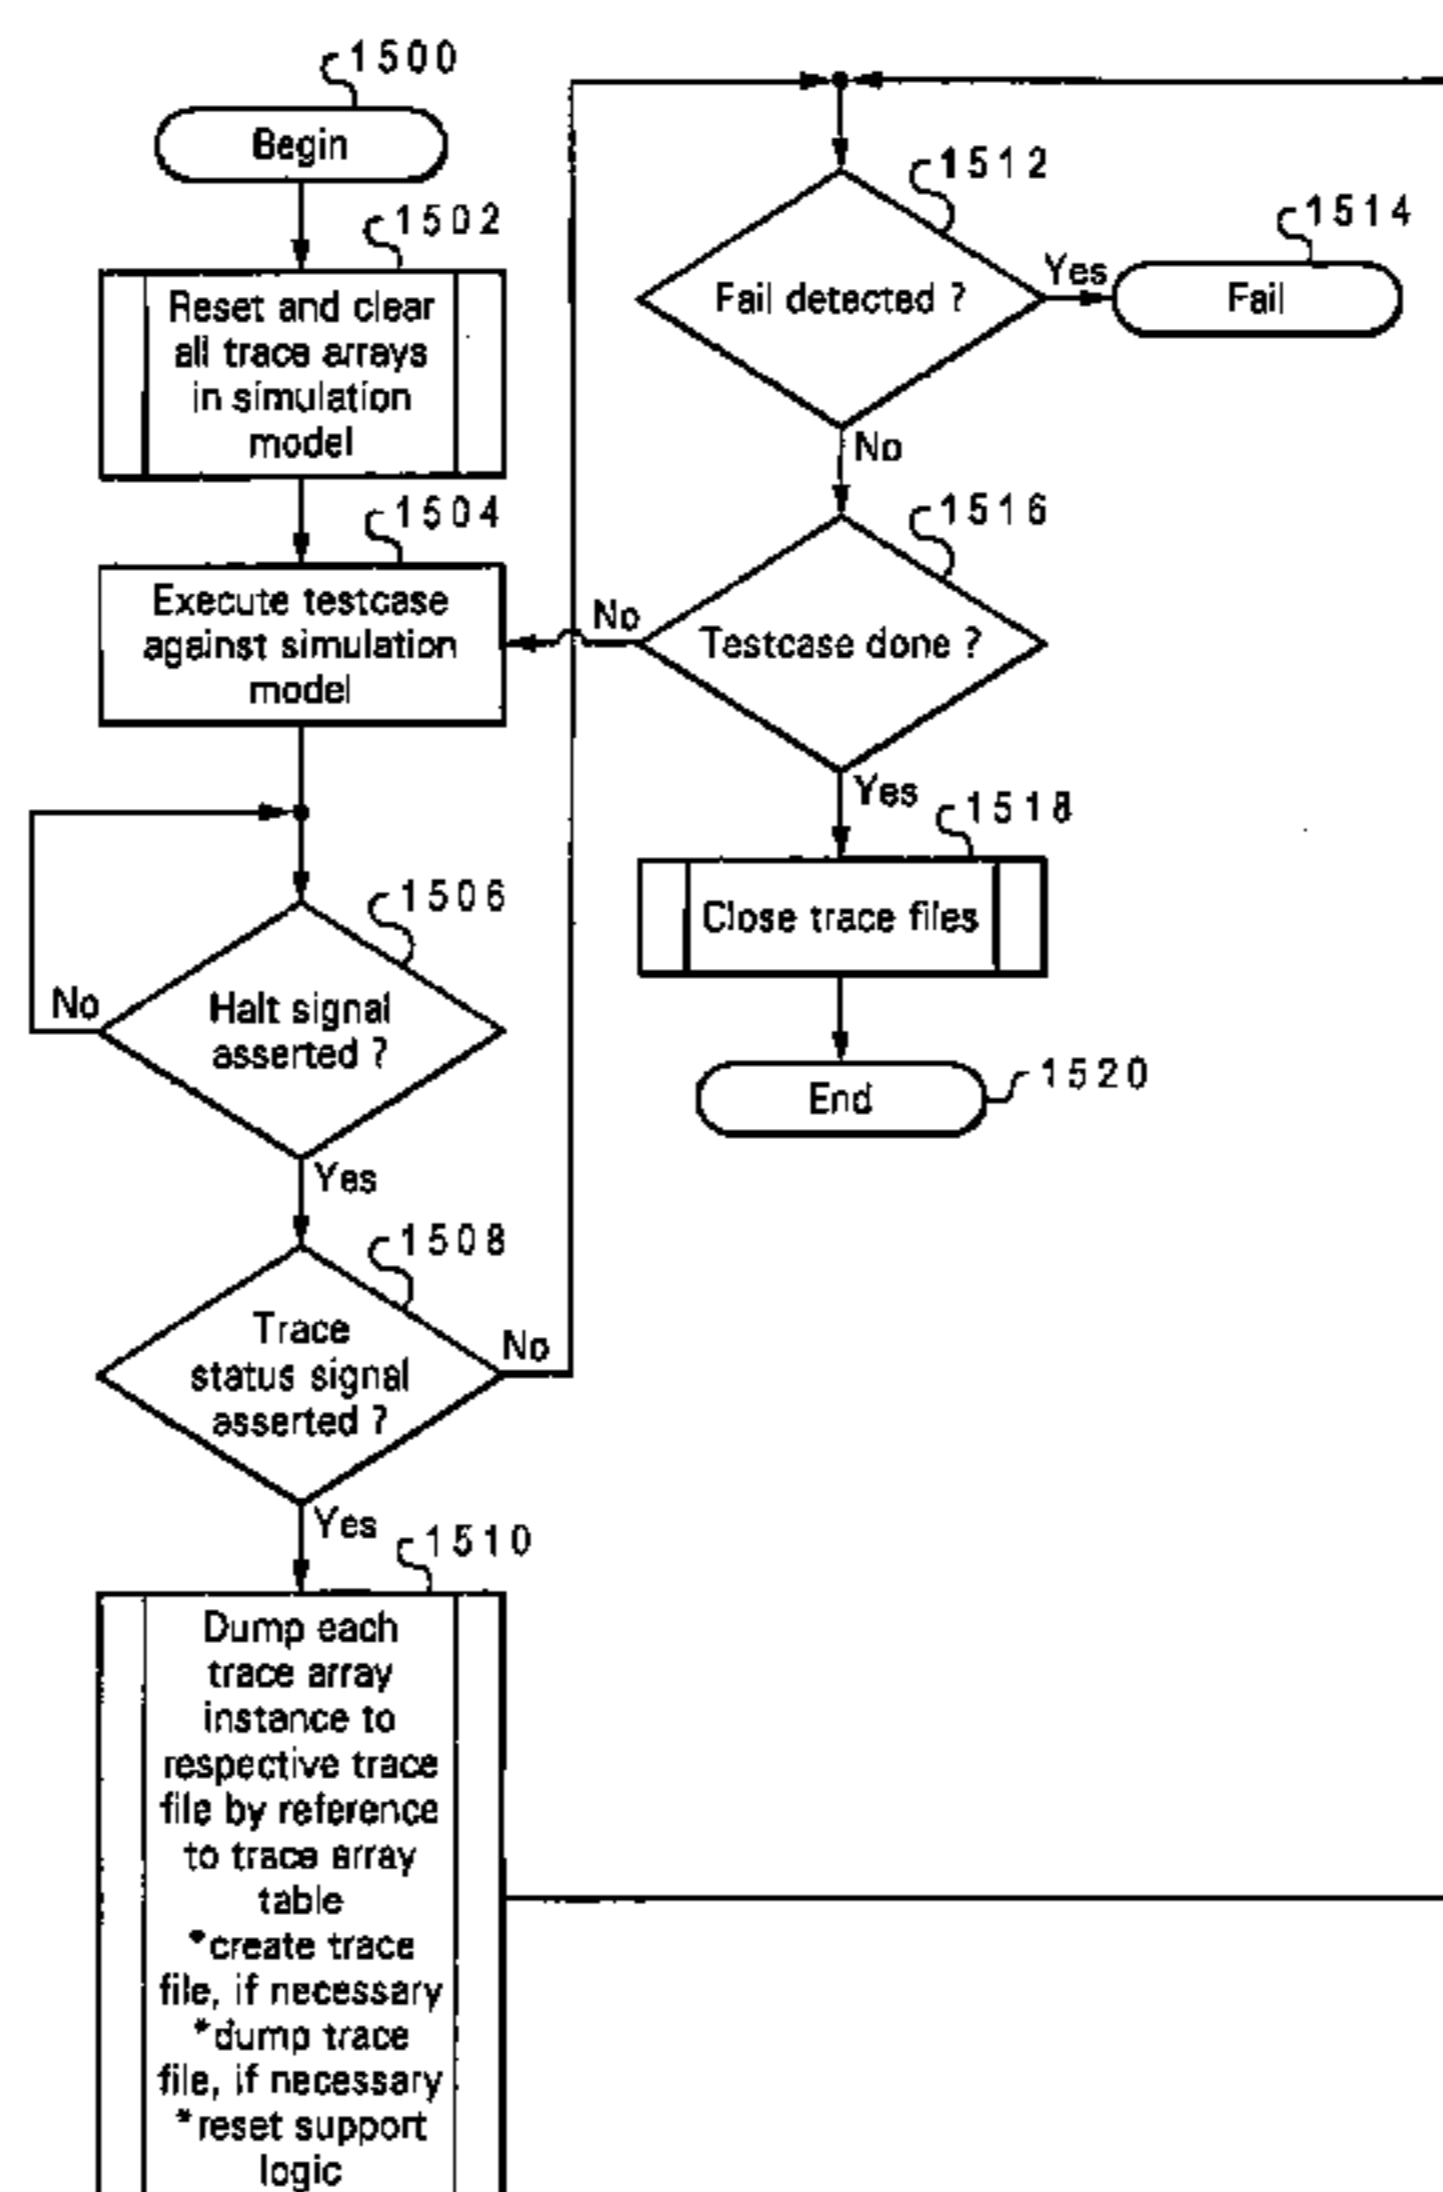 1500
Begin
1502
Reset and clear
all trace arrays
in simulation
model
1504
Execute testcase
against simulation
model
1506
Halt signal
asserted ?
No
Yes
1508
Trace
status signal
asserted ?
No
Yes
1510
Dump each
trace array
instance to
respective trace
file by reference
to trace array
table
*create trace
file, if necessary
*dump trace
file, if necessary
*reset support
logic
1512
Fail detected ?
Yes
1514
Fail
No
1516
Testcase done ?
No
Yes
1518
Close trace files
End
1520